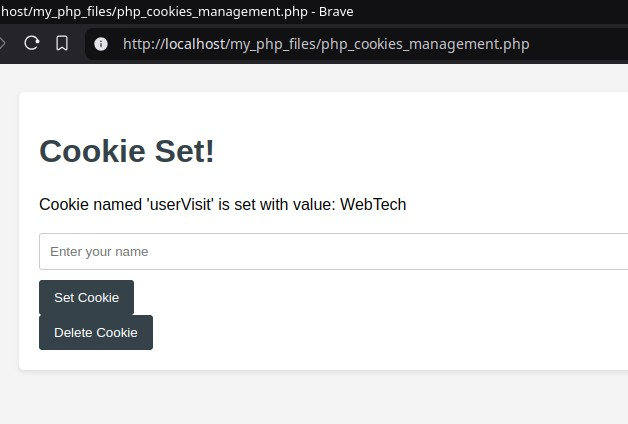 host/my_php_files/php_cookies_management.php - Brave
http://localhost/my_php_files/php_cookies_management.php
Cookie Set!
Cookie named 'userVisit' is set with value: WebTech
Enter your name
Set Cookie
Delete Cookie